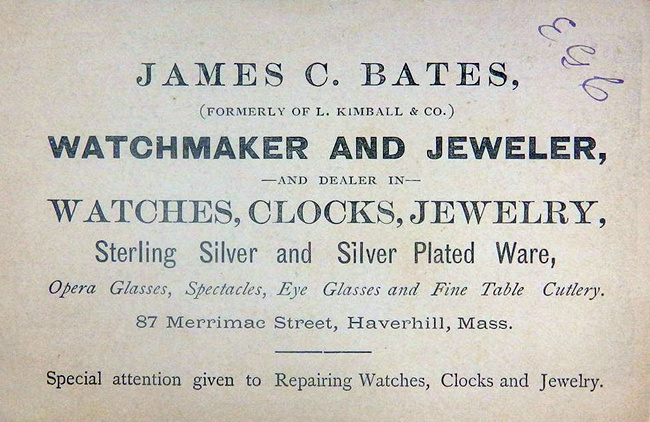 JAMES C. BATES,
(FORMERLY OF L. KIMBALL & CO.)
WATCHMAKER AND JEWELER,
—AND DEALER IN—
WATCHES, CLOCKS, JEWELRY,
Sterling Silver and Silver Plated Ware,
Opera Glasses, Spectacles, Eye Glasses and Fine Table Cutlery.
87 Merrimac Street, Haverhill, Mass.
Special attention given to Repairing Watches, Clocks and Jewelry.